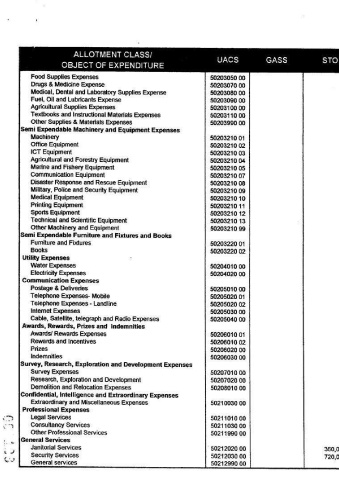 ALLOTMENT CLASS/
OBJECT OF EXPENDITURE UACS GASS STO
Food Supplies Expenses 50203050 00
Drugs & Medicine Expense 50203070 00
Medical, Dental and Laboratory Supplies Expense 50203080 00
Fuel, Oil and Lubricants Expense 50203090 00
Agricultural Supplies Expenses 50203100 00
Textbooks and Instructional Materials Expenses 50203110 00
Other Supplies & Materials Expenses 50203990 00
Semi Expendable Machinery and Equipment Expenses
Machinery 50203210 01
Office Equipment 50203210 02
ICT Equipment 50203210 03
Agricultural and Forestry Equipment 50203210 04
Marine and Fishery Equipment 50203210 05
Communication Equipment 50203210 07
Disaster Response and Rescue Equipment 50203210 08
Military, Police and Security Equipment 50203210 09
Medical Equipment 50203210 10
Printing Equipment 50203210 11
Sports Equipment 50203210 12
Technical and Scientific Equipment 50203210 13
Other Machinery and Equipment 50203210 99
Semi Expendable Furniture and Fixtures and Books
Furniture and Fixtures 50203220 01
Books 50203220 02
Utility Expenses
Water Expenses 50204010 00
Electricity Expenses 50204020 00
Communication Expenses
Postage & Deliveries 50205010 00
Telephone Expenses- Mobile 50205020 01
Telephone Expenses - Landline 50205020 02
Internet Expenses 50205030 00
Cable, Satellite, telegraph and Radio Expenses 50205040 00
Awards, Rewards, Prizes and Indemnities
Awards/ Rewards Expenses 50206010 01
Rewards and Incentives 50206010 02
Prizes 50206020 00
Indemnities 50206030 00
Survey, Research, Exploration and Development Expenses
Survey Expenses 50207010 00
Research, Exploration and Development 50207020 00
Demolition and Relocation Expenses 50208010 00
Confidential, Intelligence and Extraordinary Expenses
Extraordinary and Miscellaneous Expenses 50210030 00
Professional Expenses
Legal Services 50211010 00
Consultancy Services 50211030 00
Other Professional Services 50211990 00
General Services
Janitorial Services 50212020 00 360,0
Security Services 50212030 00 720,0
General services 50212990 00